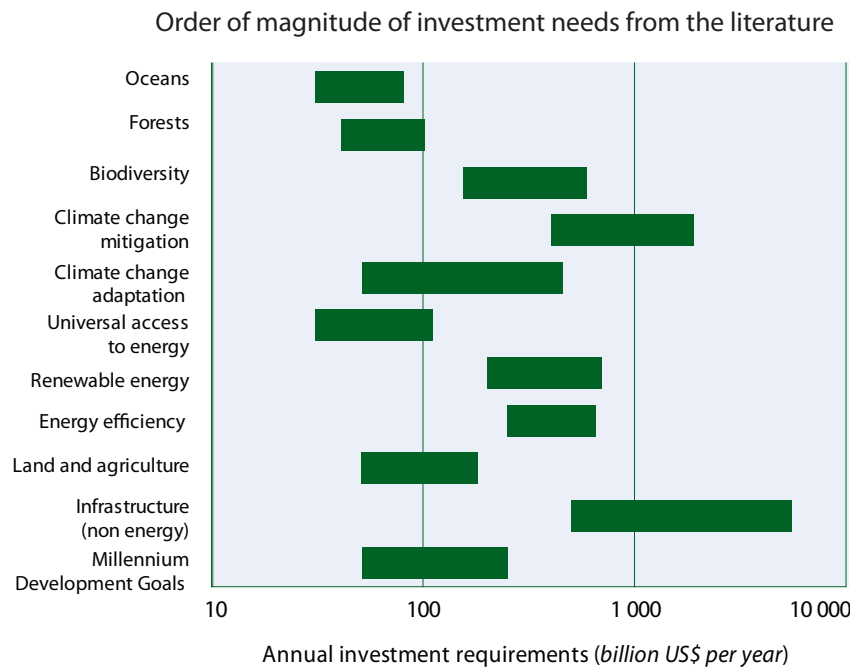 Order of magnitude of investment needs from the literature
Oceans
Forests
Biodiversity
Climate change
mitigation
Climate change
adaptation
Universal access
to energy
Renewable energy
Energy efficiency
Land and agriculture
Infrastructure
(non energy)
Millennium
Development Goals
10 100 1 000 10 000
Annual investment requirements (billion US$ per year)